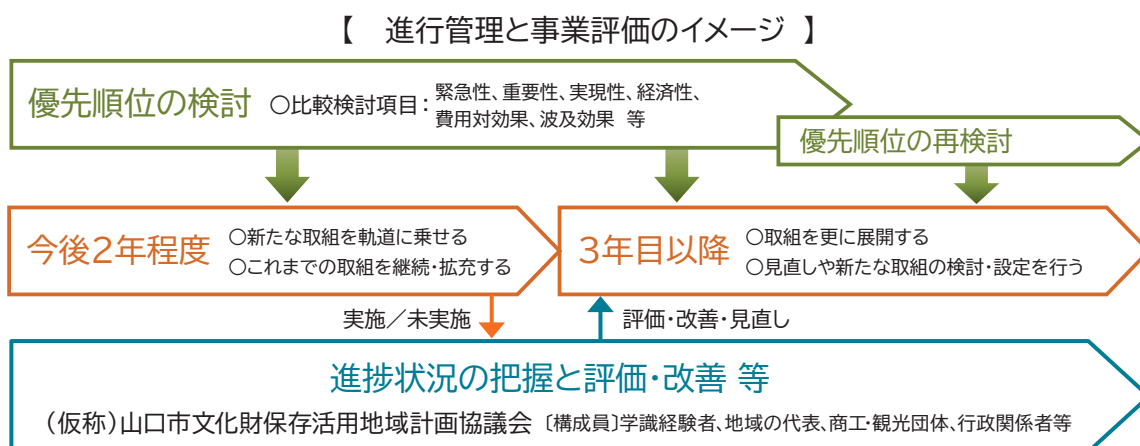 【 進行管理と事業評価のイメージ 】
優先順位の検討 ○比較検討項目：緊急性、重要性、実現性、経済性、
費用対効果、波及効果 等
優先順位の再検討
今後2年程度
○新たな取組を軌道に乗せる
○これまでの取組を継続・拡充する
3年目以降
○取組を更に展開する
○見直しや新たな取組の検討・設定を行う
実施／未実施
評価・改善・見直し
進捗状況の把握と評価・改善 等
（仮称）山口市文化財保存活用地域計画協議会 〔構成員〕学識経験者、地域の代表、商工・観光団体、行政関係者等